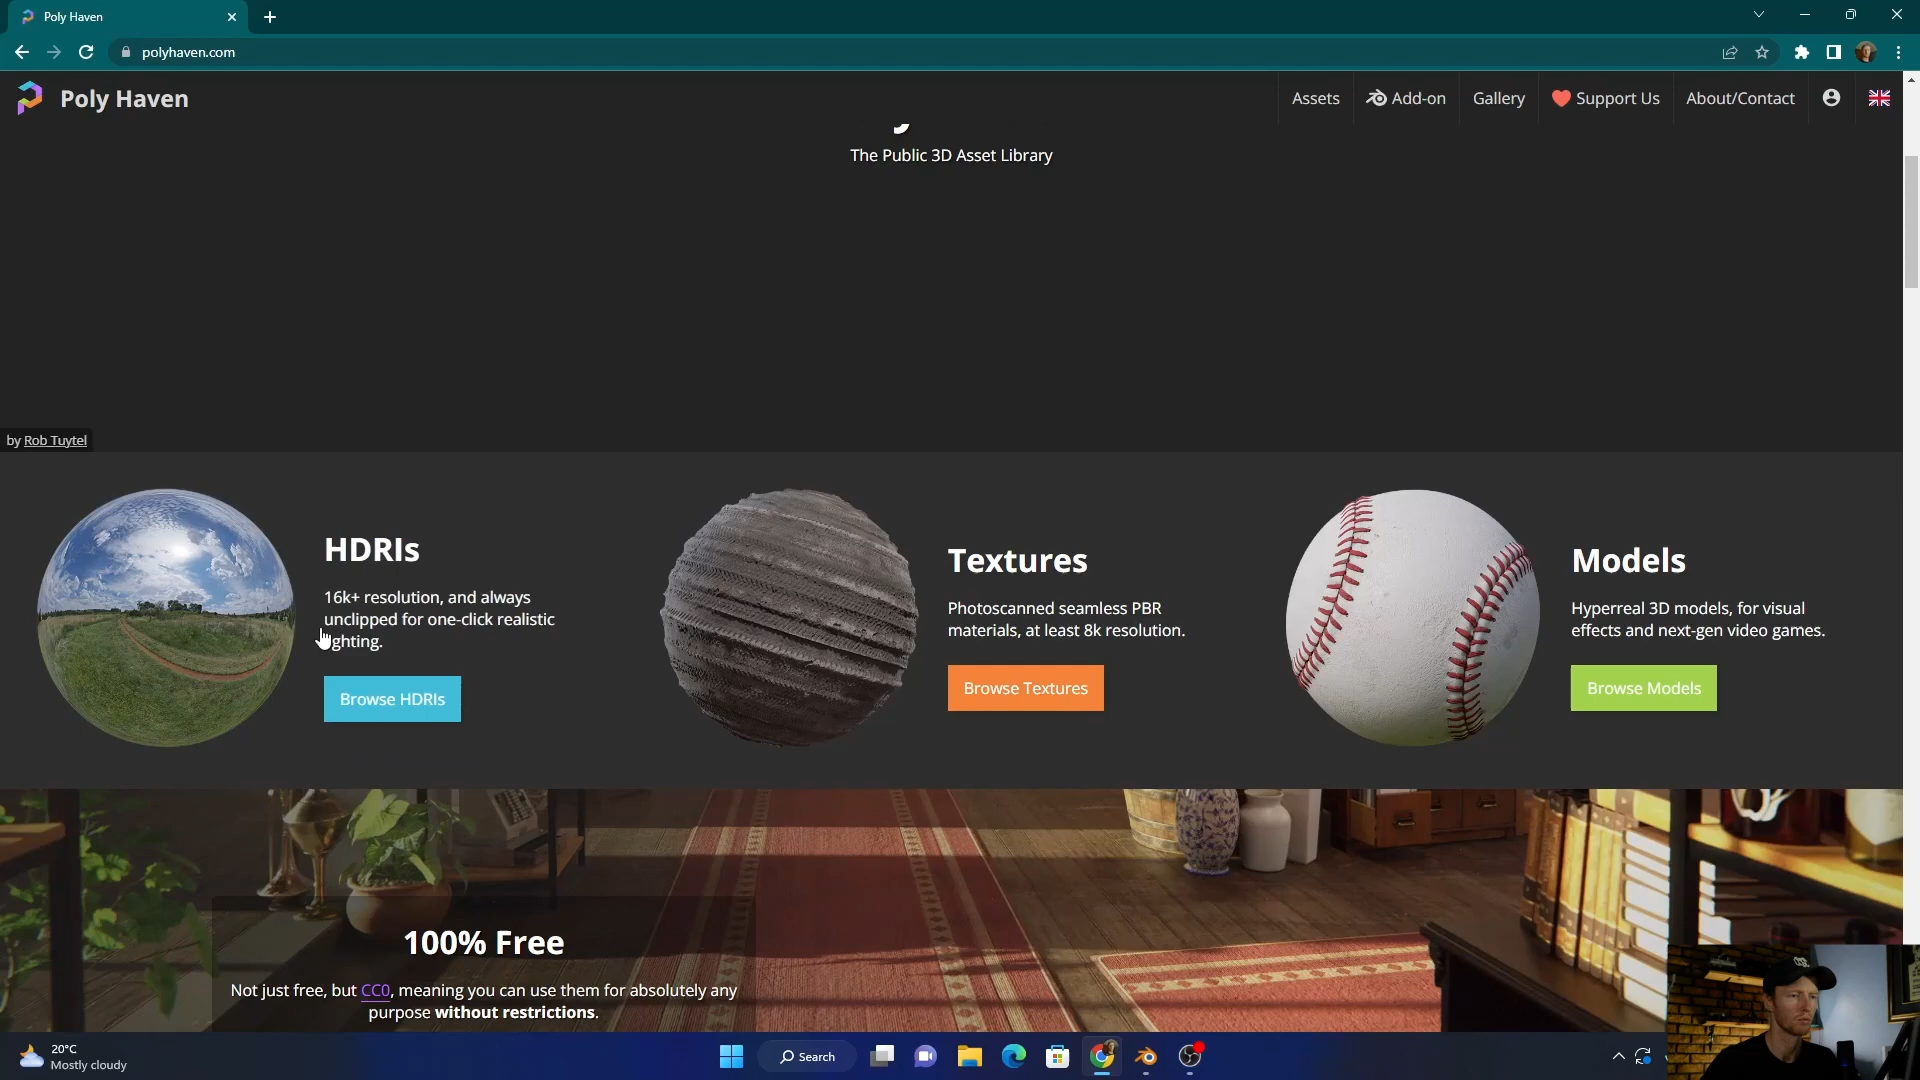 Poly Haven
polyhaven.com
Poly Haven
Assets
Add-on
Gallery
Support Us
About/Contact
The Public 3D Asset Library
by Rob Tuytel
HDRIs
16k+ resolution, and always
unclipped for one-click realistic
ghting.
Browse HDRIs
Textures
Photoscanned seamless PBR
materials, at least 8k resolution.
Browse Textures
Models
Hyperreal 3D models, for visual
effects and next-gen video games.
Browse Models
100% Free
Not just free, but CC0, meaning you can use them for absolutely any
purpose without restrictions.
20°C
Mostly cloudy
Search